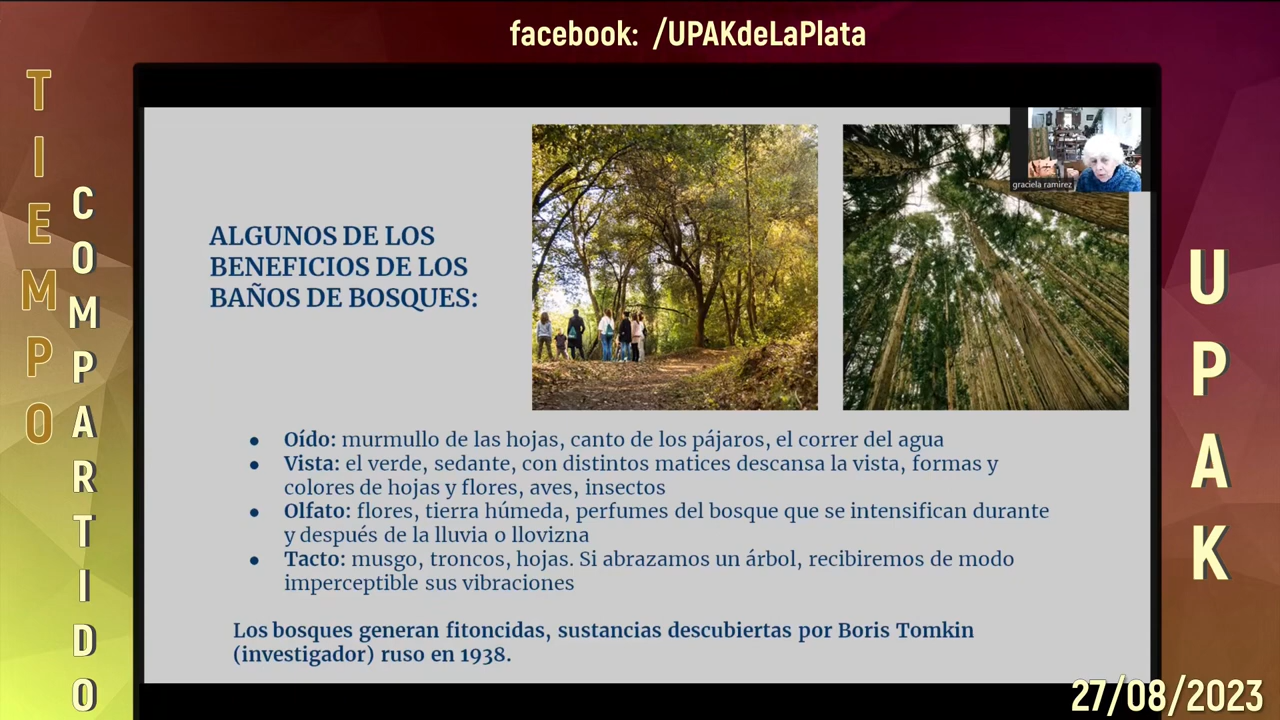 facebook: /UPAKdeLaPlata
TIEMPO
COMPARTIDO
graciela ramirez
ALGUNOS DE LOS
BENEFICIOS DE LOS
BAÑOS DE BOSQUES:
● Oído: murmullo de las hojas, canto de los pájaros, el correr del agua
● Vista: el verde, sedante, con distintos matices descansa la vista, formas y
colores de hojas y flores, aves, insectos
● Olfato: flores, tierra húmeda, perfumes del bosque que se intensifican durante
y después de la lluvia o llovizna
● Tacto: musgo, troncos, hojas. Si abrazamos un árbol, recibiremos de modo
imperceptible sus vibraciones
Los bosques generan fitoncidas, sustancias descubiertas por Boris Tomkin
(investigador) ruso en 1938.
UPAK
27/08/2023